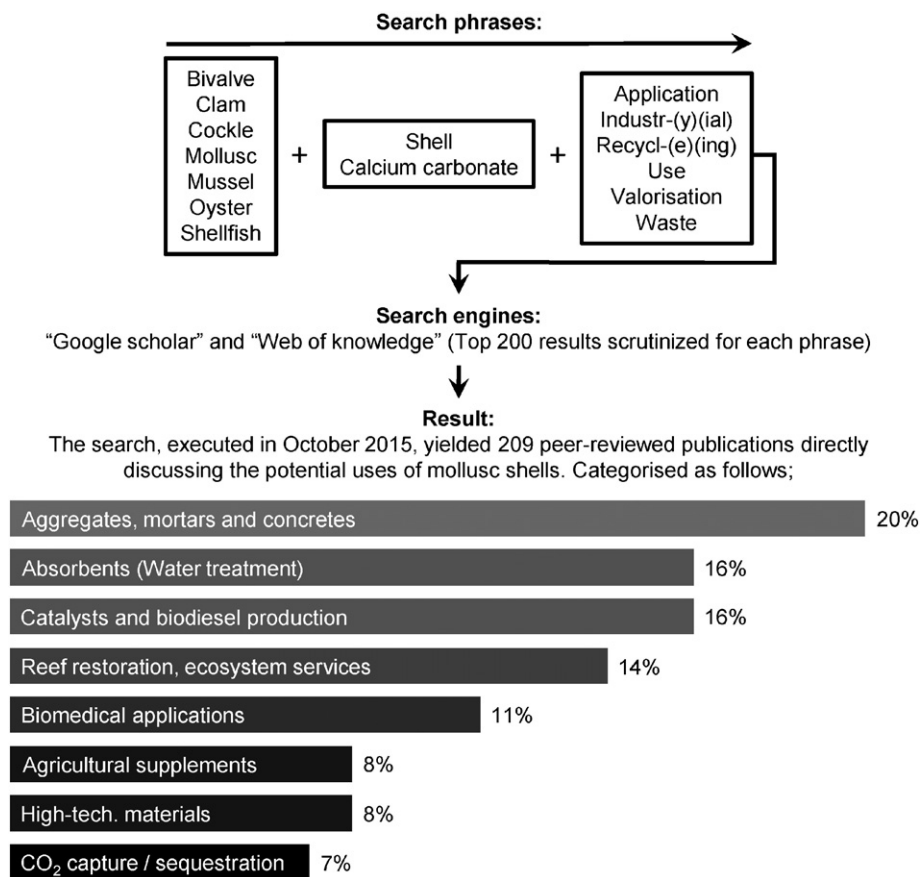 Search phrases:
Bivalve
Clam
Cockle
Mollusc
Mussel
Oyster
Shellfish
+
Shell
Calcium carbonate
+
Application
Industr-(y)(ial)
Recycl-(e)(ing)
Use
Valorisation
Waste
Search engines:
“Google scholar” and “Web of knowledge” (Top 200 results scrutinized for each phrase)
Result:
The search, executed in October 2015, yielded 209 peer-reviewed publications directly
discussing the potential uses of mollusc shells. Categorised as follows;
Aggregates, mortars and concretes 20%
Absorbents (Water treatment) 16%
Catalysts and biodiesel production 16%
Reef restoration, ecosystem services 14%
Biomedical applications 11%
Agricultural supplements 8%
High-tech. materials 8%
CO₂ capture / sequestration 7%